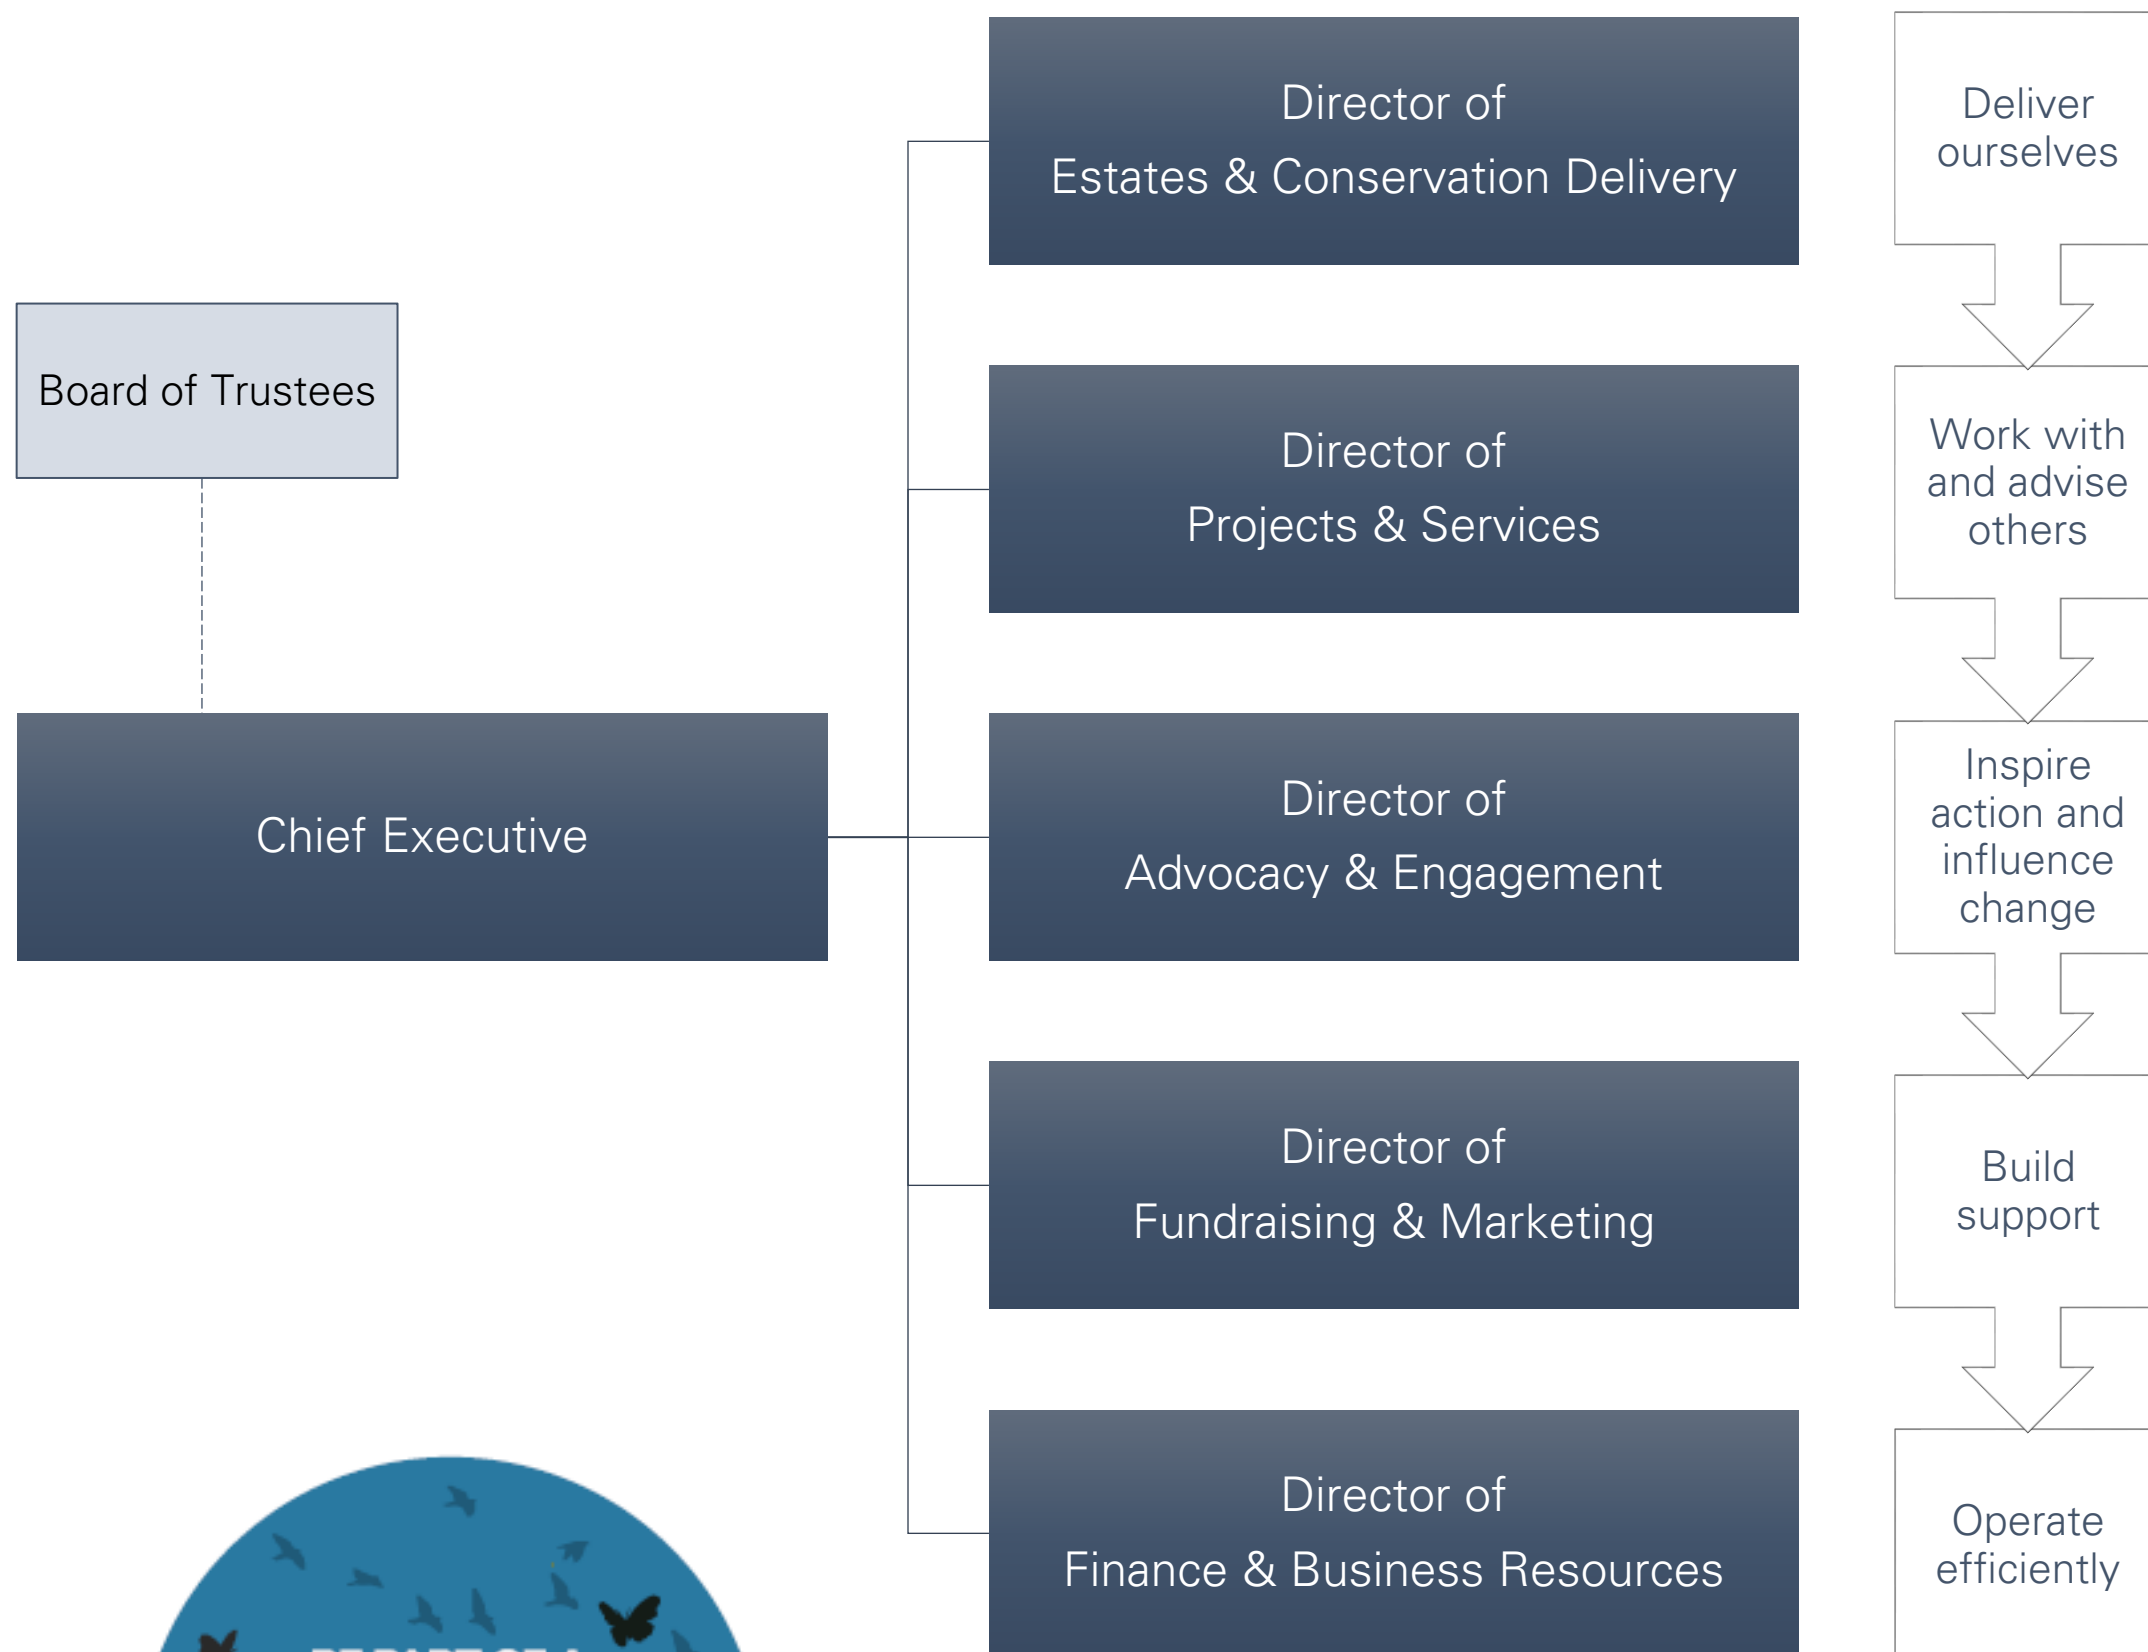 Director of
Estates & Conservation Delivery
Deliver
ourselves
Board of Trustees
Director of
Projects & Services
Work with
and advise
others
Chief Executive
Director of
Advocacy & Engagement
Inspire
action and
influence
change
Director of
Fundraising & Marketing
Build
support
Director of
Finance & Business Resources
Operate
efficiently